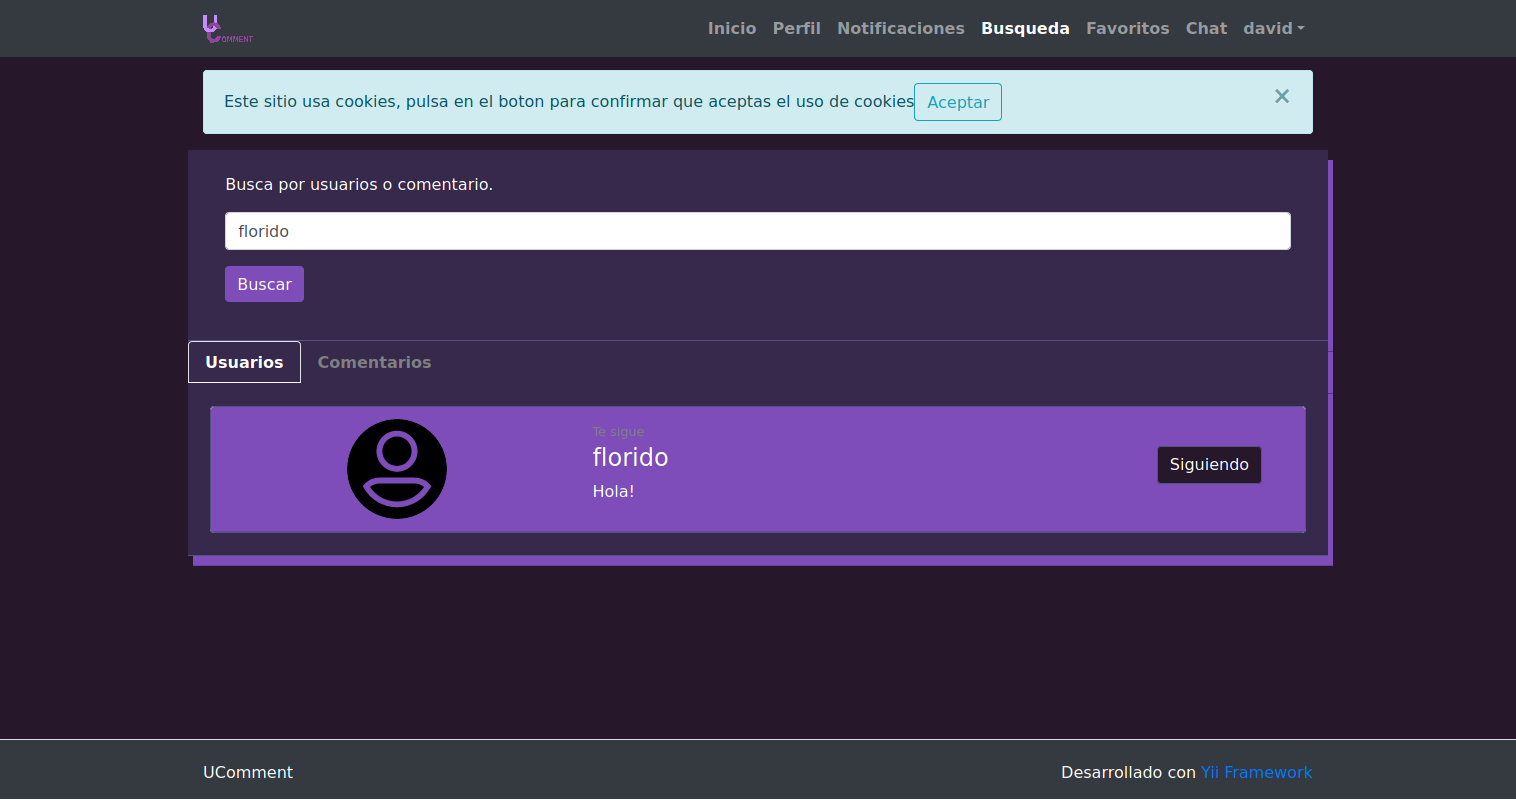 UCOMMENT
Inicio Perfil Notificaciones Busqueda Favoritos Chat david
Este sitio usa cookies, pulsa en el boton para confirmar que aceptas el uso de cookies Aceptar ×
Busca por usuarios o comentario.
florido
Buscar
Usuarios Comentarios
Te sigue
florido
Hola!
Siguiendo
UComment
Desarrollado con Yii Framework